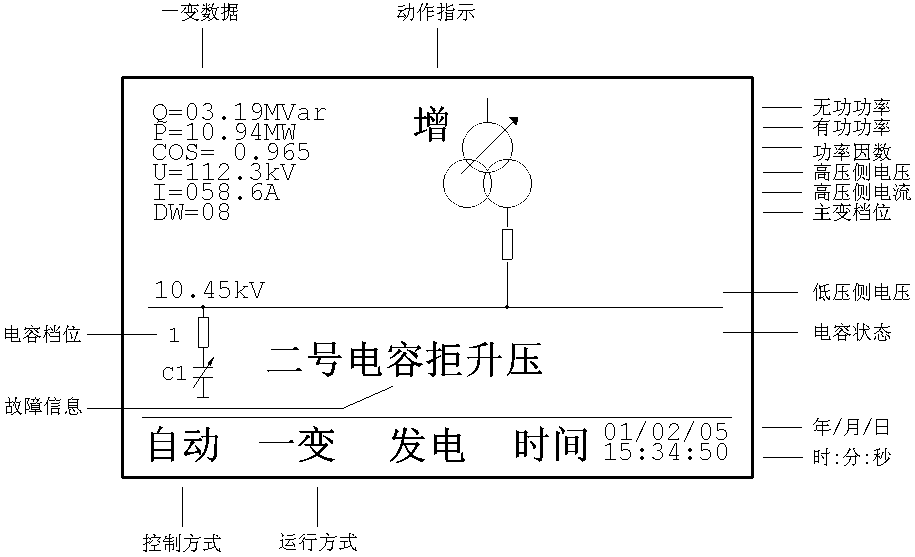 一变数据
动作指示
Q=03.19MVar
P=10.94MW
COS= 0.965
U=112.3kV
I=058.6A
DW=08
增
无功功率
有功功率
功率因数
高压侧电压
高压侧电流
主变档位
10.45kV
低压侧电压
电容档位
1
电容状态
C1
二号电容拒升压
故障信息
自动 一变 发电 时间
01/02/05
15:34:50
年/月/日
时:分:秒
控制方式
运行方式